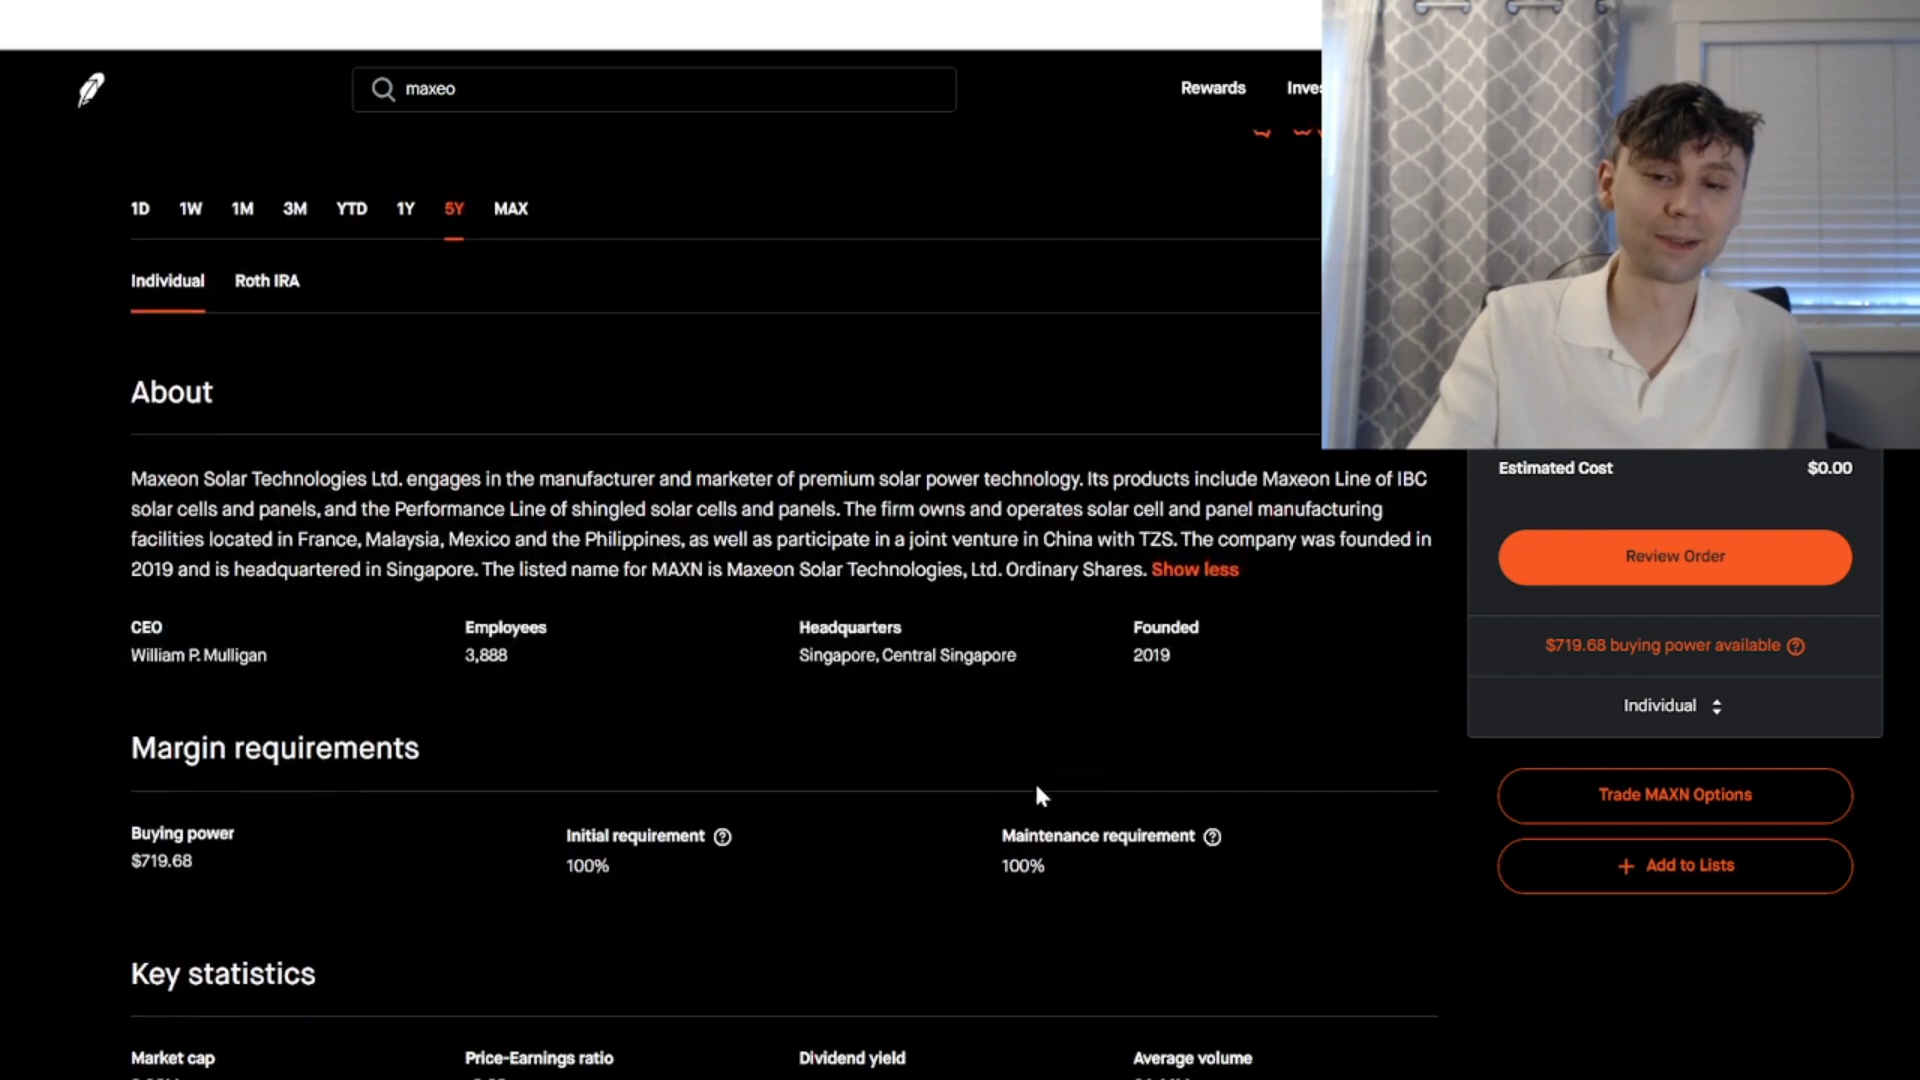 maxeo
Rewards
1D 1W 1M 3M YTD 1Y 5Y MAX
Individual Roth IRA
About
Maxeon Solar Technologies Ltd. engages in the manufacturer and marketer of premium solar power technology. Its products include Maxeon Line of IBC
solar cells and panels, and the Performance Line of shingled solar cells and panels. The firm owns and operates solar cell and panel manufacturing
facilities located in France, Malaysia, Mexico and the Philippines, as well as participate in a joint venture in China with TZS. The company was founded in
2019 and is headquartered in Singapore. The listed name for MAXN is Maxeon Solar Technologies, Ltd. Ordinary Shares. Show less
CEO Employees Headquarters Founded
William P. Mulligan 3,888 Singapore, Central Singapore 2019
Margin requirements
Buying power Initial requirement Maintenance requirement
$719.68 100% 100%
Key statistics
Market cap Price-Earnings ratio Dividend yield Average volume
Estimated Cost $0.00
Review Order
$719.68 buying power available
Individual
Trade MAXN Options
+ Add to Lists